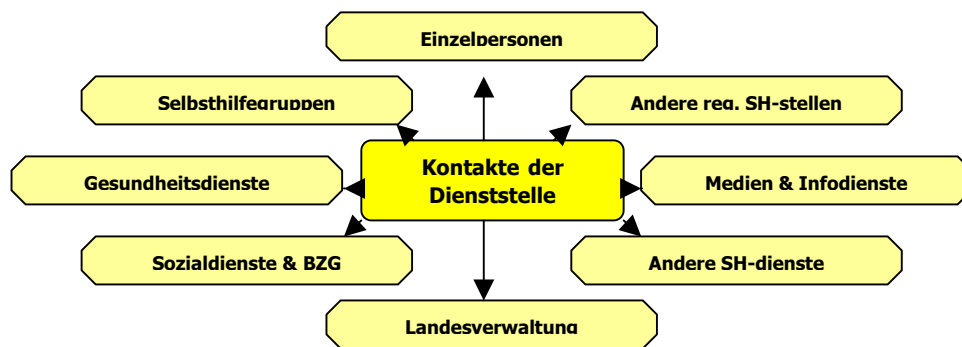 Einzelpersonen
Selbsthilfegruppen
Andere reg. SH-stellen
Kontakte der
Dienststelle
Gesundheitsdienste
Medien & Infodienste
Sozialdienste & BZG
Andere SH-dienste
Landesverwaltung